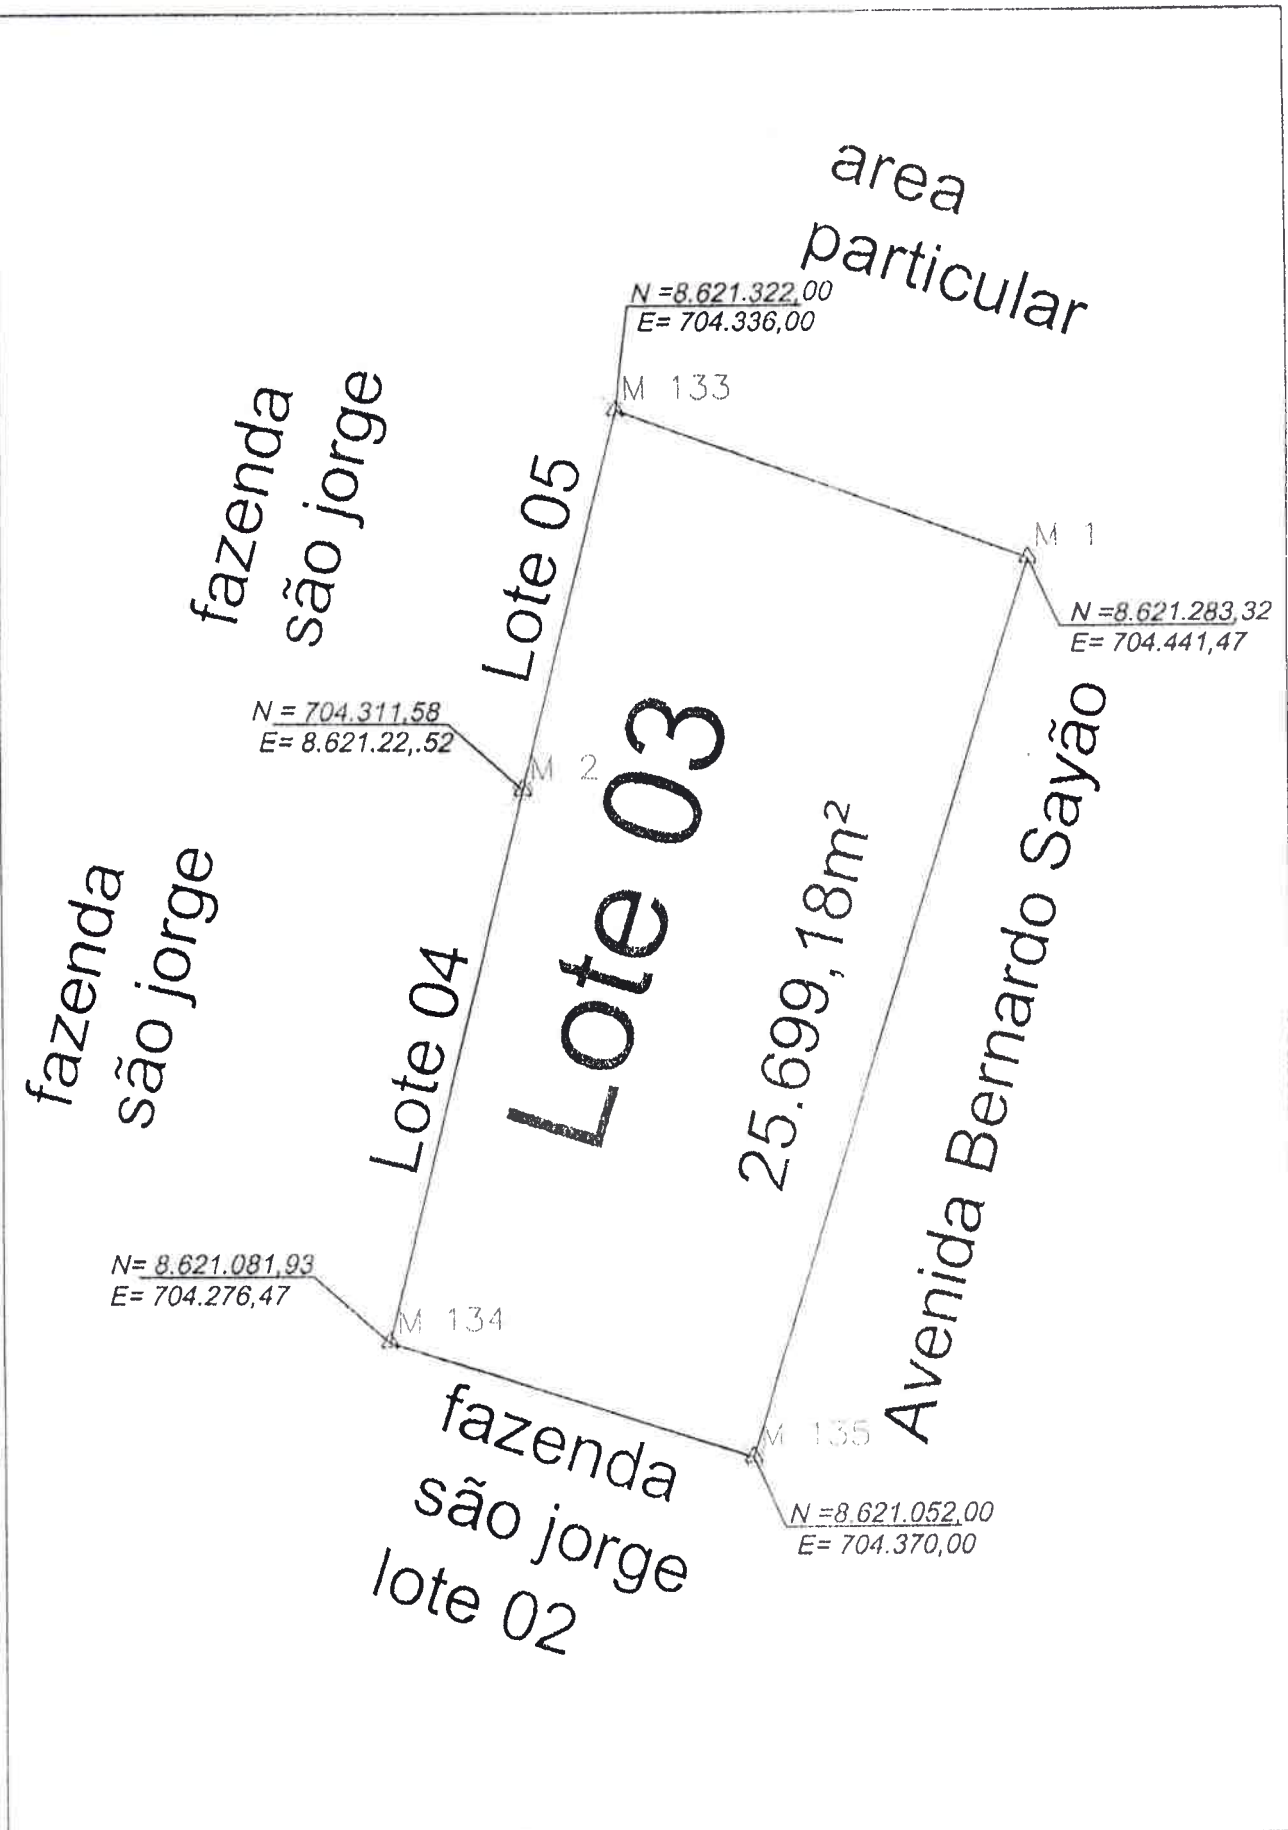 area
particular
N =8.621.322,00
E= 704.336,00
M 133
fazenda
são jorge
Lote 05
M 1
N =8.621.283,32
E= 704.441,47
N = 704.311,58
E= 8.621.22,.52
M 2
Lote 03
25.699,18m²
Avenida Bernardo Sayão
fazenda
são jorge
Lote 04
N= 8.621.081,93
E= 704.276,47
M 134
M 135
N =8.621.052,00
E= 704.370,00
fazenda
são jorge
lote 02